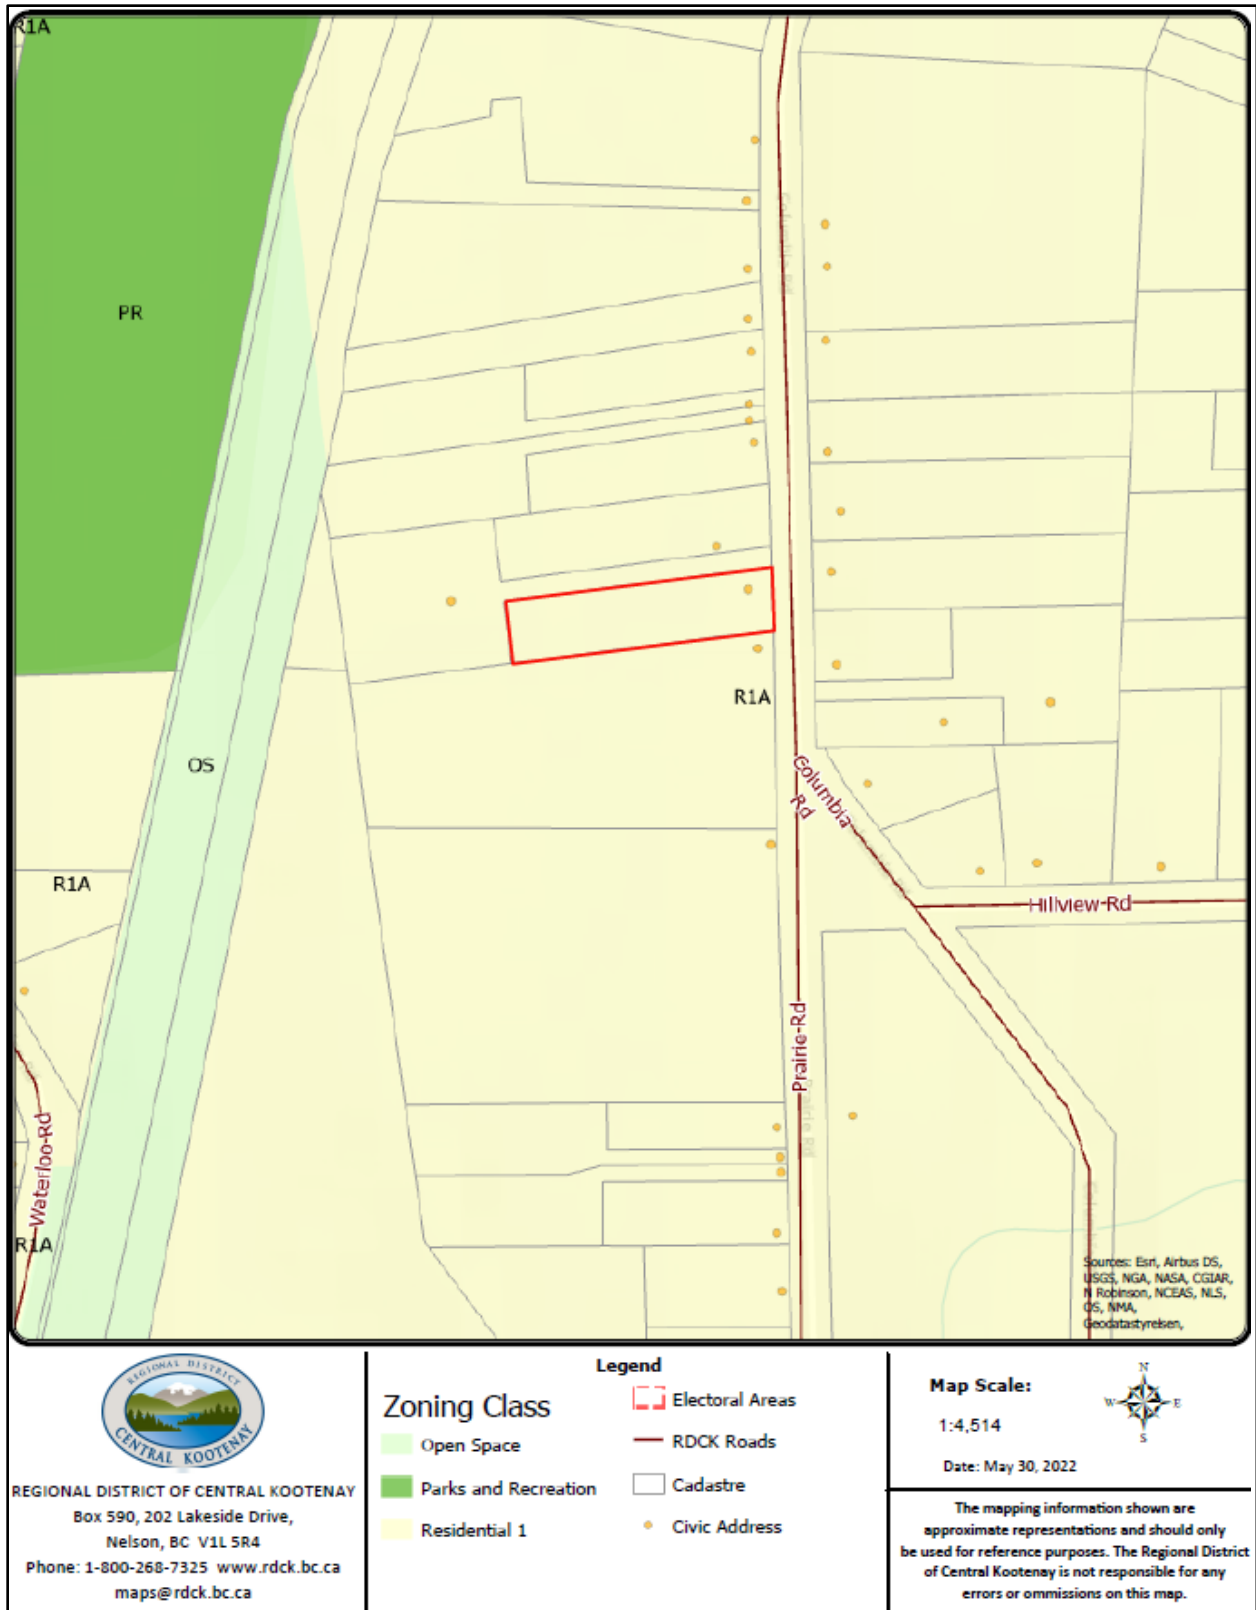 R1A
Columbia Rd
PR
R1A
Columbia
Rd
OS
R1A
Hillview Rd
Prairie Rd
Prairie Rd
Waterloo Rd
R1A
Sources: Esri, Airbus DS,
USGS, NGA, NASA, CGIAR,
N Robinson, NCEAS, NLS,
OS, NMA,
Geodatastyrelsen,
REGIONAL DISTRICT
CENTRAL KOOTENAY
REGIONAL DISTRICT OF CENTRAL KOOTENAY
Box 590, 202 Lakeside Drive,
Nelson, BC V1L 5R4
Phone: 1-800-268-7325 www.rdck.bc.ca
maps@rdck.bc.ca
Legend
Zoning Class
Open Space
Parks and Recreation
Residential 1
Electoral Areas
RDCK Roads
Cadastre
Civic Address
Map Scale:
1:4,514
N
W E
S
Date: May 30, 2022
The mapping information shown are
approximate representations and should only
be used for reference purposes. The Regional District
of Central Kootenay is not responsible for any
errors or ommissions on this map.